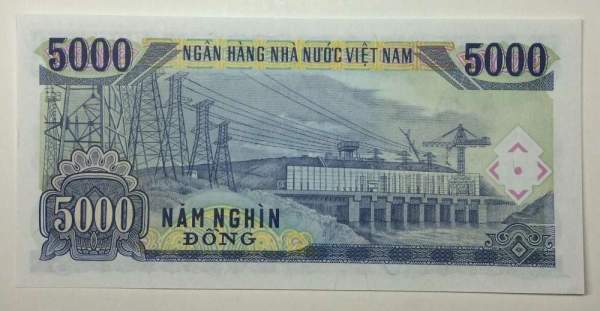 5000 NGÂN HÀNG NHÀ NƯỚC VIỆT NAM 5000
5000 NĂM NGHÌN
ĐỒNG